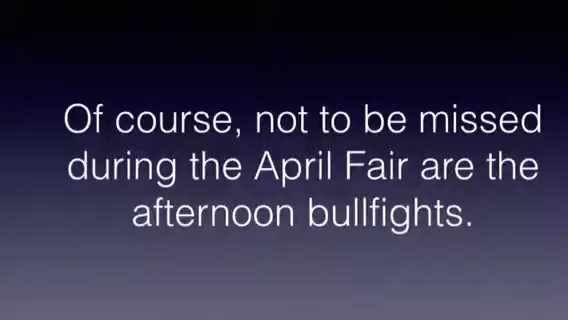 Of course, not to be missed
during the April Fair are the
afternoon bullfights.